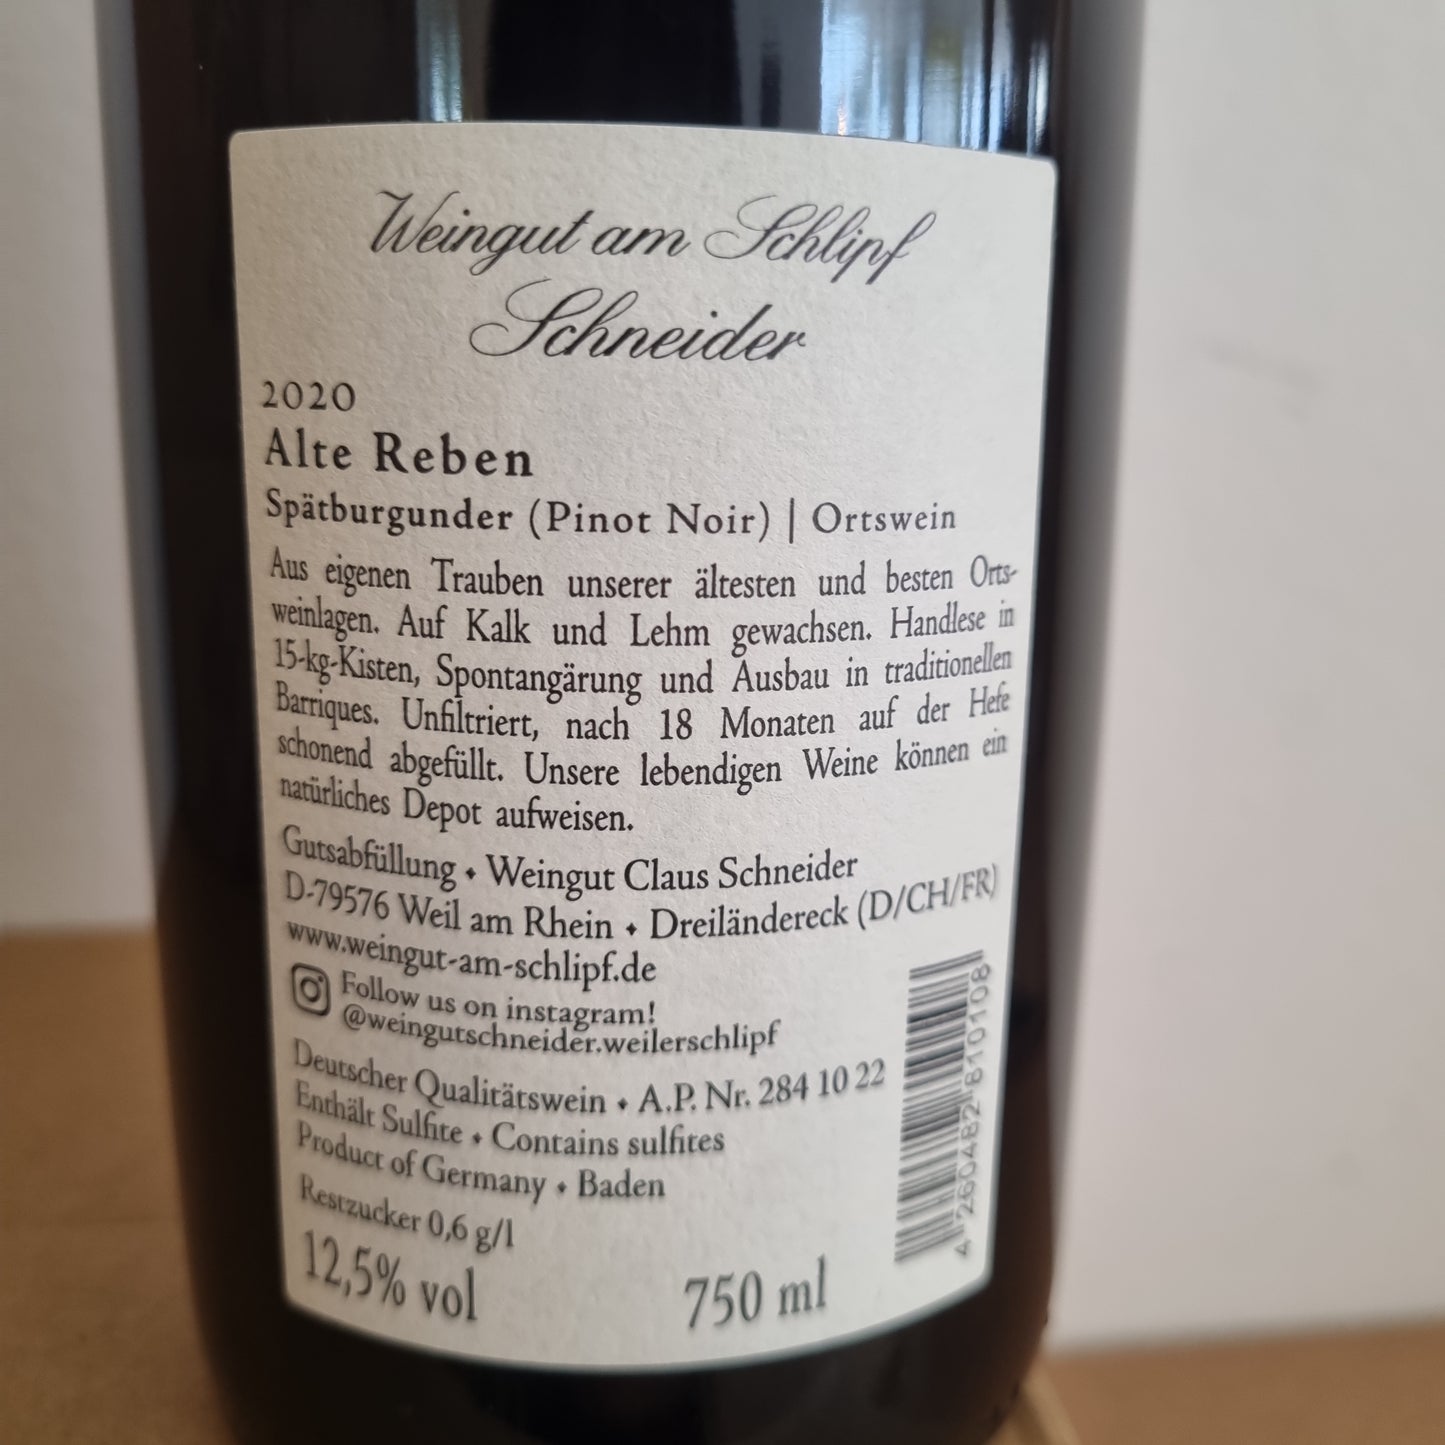 Weingut am Schlipf
Schneider
2020
Alte Reben
Spätburgunder (Pinot Noir) | Ortswein
Aus eigenen Trauben unserer ältesten und besten Orts-
weinlagen. Auf Kalk und Lehm gewachsen. Handlese in
15-kg-Kisten, Spontangärung und Ausbau in traditionellen
Barriques. Unfiltriert, nach 18 Monaten auf der Hefe
schonend abgefüllt. Unsere lebendigen Weine können ein
natürliches Depot aufweisen.
Gutsabfüllung ⬩ Weingut Claus Schneider
D-79576 Weil am Rhein ⬩ Dreiländereck (D/CH/FR)
www.weingut-am-schlipf.de
Follow us on instagram!
@weingutschneider.weilerschlipf
Deutscher Qualitätswein ⬩ A.P. Nr. 284 10 22
Enthält Sulfite ⬩ Contains sulfites
Product of Germany ⬩ Baden
Restzucker 0,6 g/l
12,5% vol 750 ml
4 260482 810108